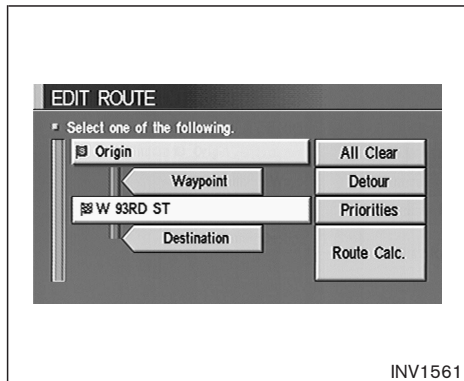 EDIT ROUTE
Select one of the following.
Origin
All Clear
Waypoint
Detour
W 93RD ST
Priorities
Destination
Route Calc.
INV1561